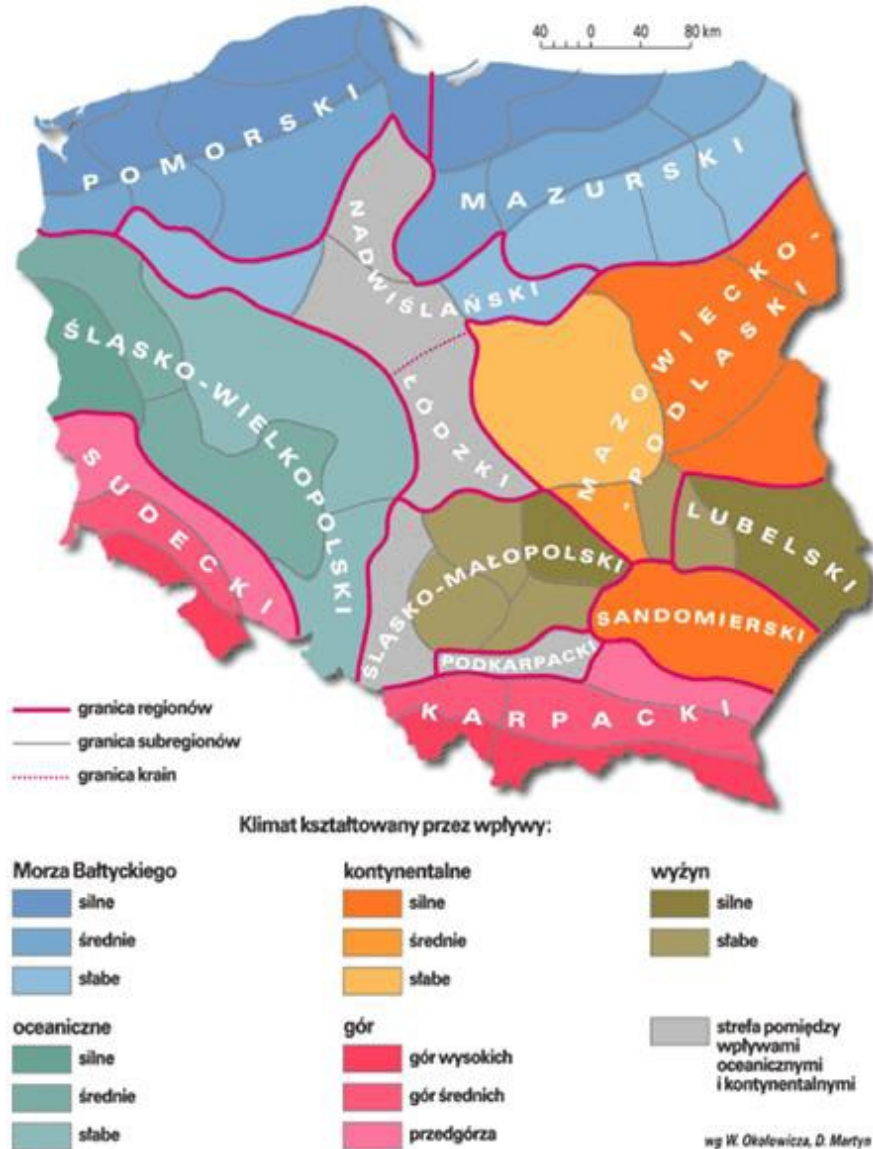 40 0 80 km
POMORSKI
MAZURSKI
NADWIŚLAŃSKI
MAZOWIECKO-
-PODLASKI
ŚLĄSKO-WIELKOPOLSKI
ŁÓDZKI
SUDECKI
LUBELSKI
ŚLĄSKO-MAŁOPOLSKI
SANDOMIERSKI
PODKARPACKI
KARPACKI
granica regionów
granica subregionów
granica krain
Klimat kształtowany przez wpływy:
Morza Bałtyckiego
silne
średnie
słabe
kontynentalne
silne
średnie
słabe
wyżyn
silne
słabe
oceaniczne
silne
średnie
słabe
gór
gór wysokich
gór średnich
przedgórza
strefa pomiędzy
wpływami
oceanicznymi
i kontynentalnymi
wg W. Okołowicza, D. Martyn